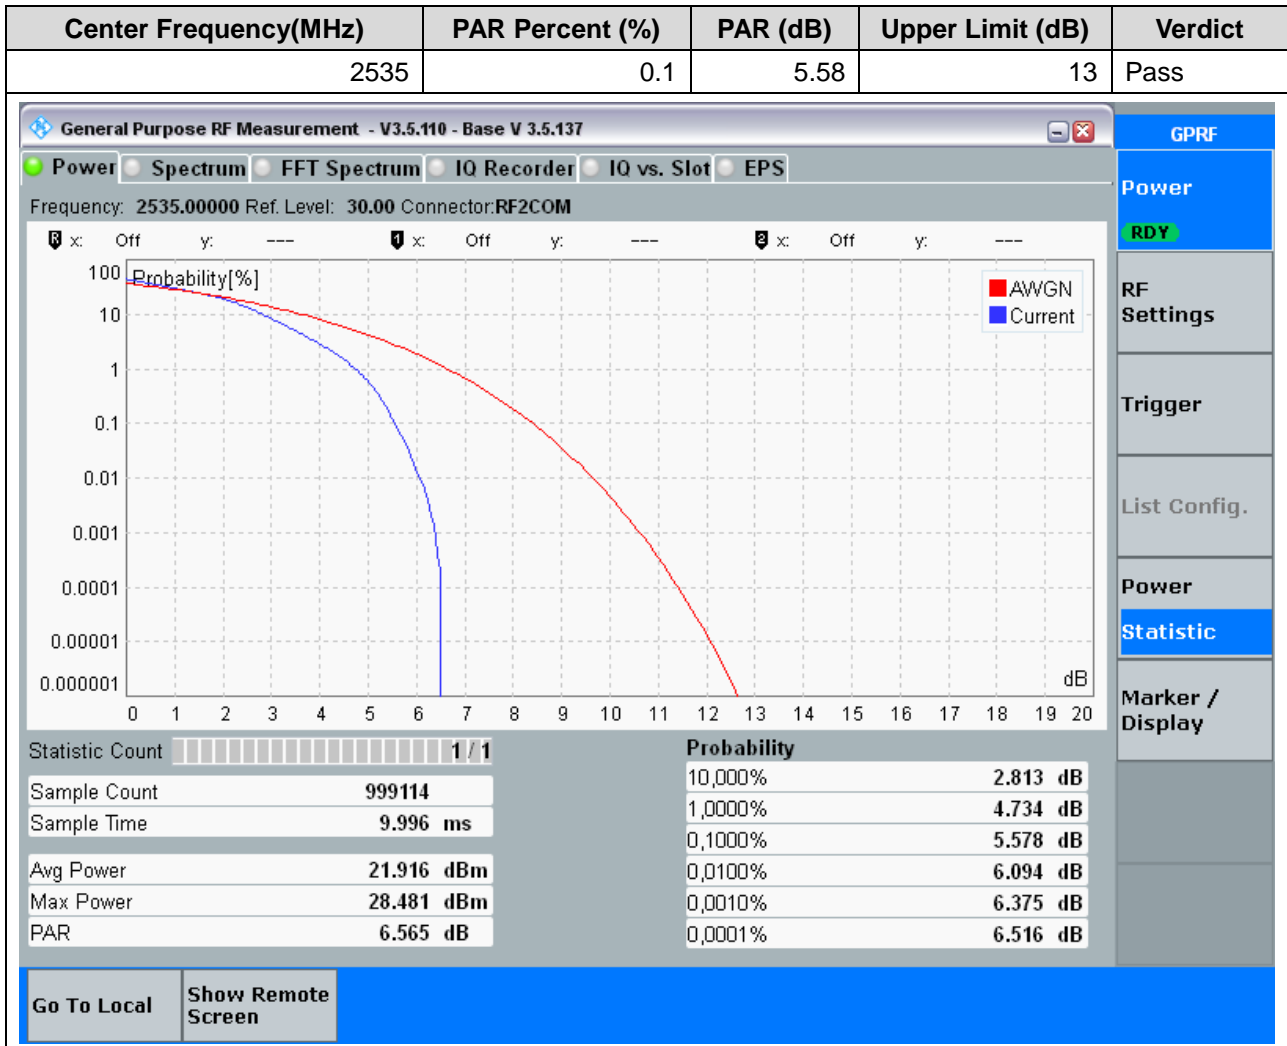 Center Frequency(MHz) PAR Percent (%) PAR (dB) Upper Limit (dB) Verdict
2535 0.1 5.58 13 Pass
General Purpose RF Measurement - V3.5.110 - Base V 3.5.137
GPRF
Power Spectrum FFT Spectrum IQ Recorder IQ vs. Slot EPS
Frequency: 2535.00000 Ref. Level: 30.00 Connector:RF2COM
R x: Off y: --- 1 x: Off y: --- 2 x: Off y: ---
Probability[%]
AWGN
Current
100
10
1
0.1
0.01
0.001
0.0001
0.00001
0.000001
dB
0 1 2 3 4 5 6 7 8 9 10 11 12 13 14 15 16 17 18 19 20
Statistic Count 1 / 1
Sample Count 999114
Sample Time 9.996 ms
Avg Power 21.916 dBm
Max Power 28.481 dBm
PAR 6.565 dB
Probability
10,000% 2.813 dB
1,0000% 4.734 dB
0,1000% 5.578 dB
0,0100% 6.094 dB
0,0010% 6.375 dB
0,0001% 6.516 dB
Power
RDY
RF
Settings
Trigger
List Config.
Power
Statistic
Marker /
Display
Go To Local
Show Remote
Screen